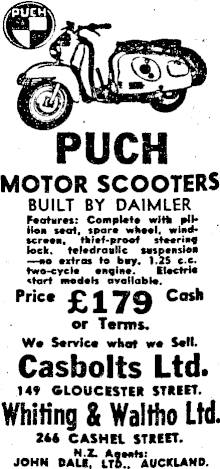 PUCH
PUCH
MOTOR SCOOTERS
BUILT BY DAIMLER
Features: Complete with pil-
lion seat, spare wheel, wind-
screen, thief-proof steering
lock, teledraulic suspension
—no extras to buy. 1.25 c.c.
two-cycle engine. Electric
start models available.
Price £179 Cash
or Terms.
We Service what we Sell.
Casbolts Ltd.
149 GLOUCESTER STREET.
Whiting & Waltho Ltd.
266 CASHEL STREET.
N.Z. Agents:
JOHN DALE, LTD., AUCKLAND.